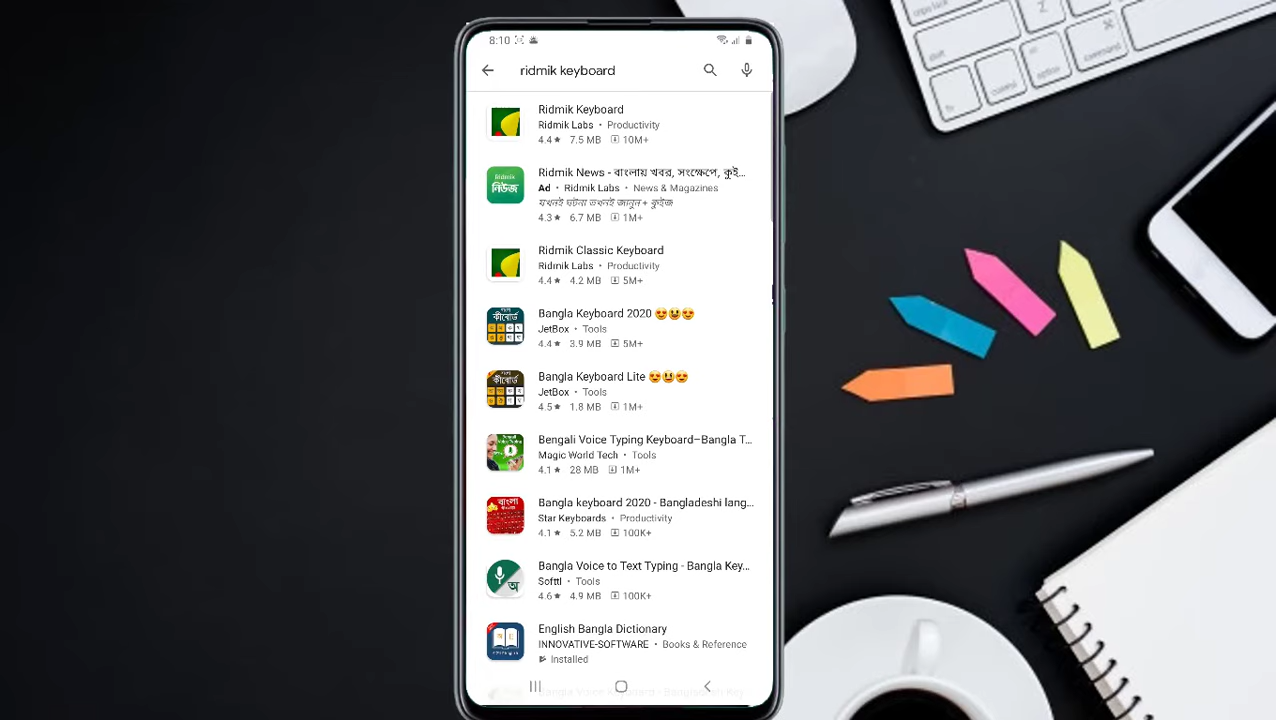 8:10
ridmik keyboard
Ridmik Keyboard
Ridmik Labs • Productivity
4.4★ 7.5 MB 10M+
Ridmik নিউজ
Ridmik News - বাংলায় খবর, সংক্ষেপে, কুই...
Ad • Ridmik Labs • News & Magazines
যখনই ঘটনা তখনই জানুন + কুইজ
4.3★ 6.7 MB 1M+
Ridmik Classic Keyboard
Ridmik Labs • Productivity
4.4★ 4.2 MB 5M+
Bangla Keyboard 2020 😍😃😍
JetBox • Tools
4.4★ 3.9 MB 5M+
Bangla Keyboard Lite 😍😃😍
JetBox • Tools
4.5★ 1.8 MB 1M+
Bengali Voice Typing Keyboard–Bangla T...
Magic World Tech • Tools
4.1★ 28 MB 1M+
Bangla keyboard 2020 - Bangladeshi lang...
Star Keyboards • Productivity
4.1★ 5.2 MB 100K+
Bangla Voice to Text Typing - Bangla Key...
Softtl • Tools
4.6★ 4.9 MB 100K+
English Bangla Dictionary
INNOVATIVE-SOFTWARE • Books & Reference
Installed